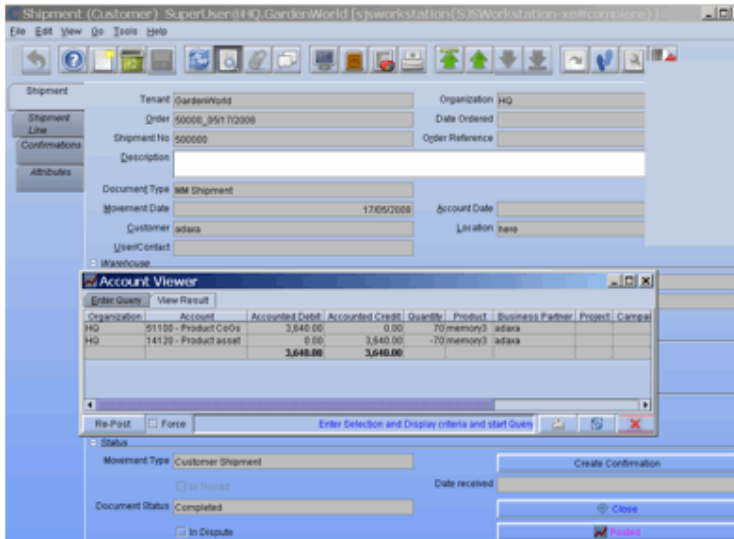 Shipment (Customer) SuperUser@HQ.GardenWorld [sjsworkstation{SJSWorkstation-xe#compiere}]
File Edit View Go Tools Help
Shipment
Tenant GardenWorld Organization HQ
Shipment Line
Order 50000_05/17/2008 Date Ordered
Confirmations
Shipment No 500000 Order Reference
Attributes
Description
Document Type MM Shipment
Movement Date 17/05/2008 Account Date
Customer adaxa Location here
User/Contact
Warehouse
Account Viewer
Enter Query View Result
Organization Account Accounted Debit Accounted Credit Quantity Product Business Partner Project Campai
HQ 51100 - Product CoGs 3,640.00 0.00 70 memory3 adaxa
HQ 14120 - Product asset 0.00 3,640.00 -70 memory3 adaxa
3,640.00 3,640.00
Re-Post Force Enter Selection and Display criteria and start Query
Status
Movement Type Customer Shipment Create Confirmation
In Transit Date received
Document Status Completed Close
In Dispute Posted